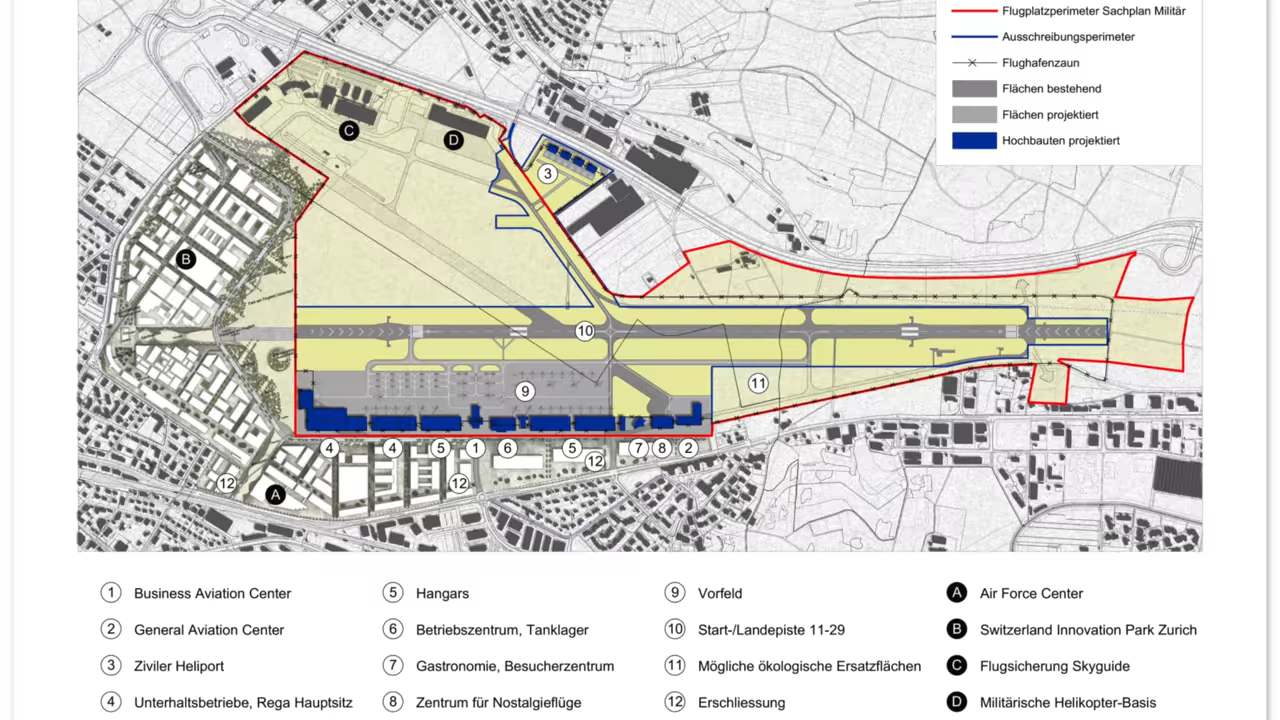 Flugplatzperimeter Sachplan Militär
Ausschreibungsperimeter
Flughafenzaun
Flächen bestehend
Flächen projektiert
Hochbauten projektiert
C
D
3
B
10
11
9
4
4
5
1
6
5
12
7
8
2
12
12
A
1 Business Aviation Center
2 General Aviation Center
3 Ziviler Heliport
4 Unterhaltsbetriebe, Rega Hauptsitz
5 Hangars
6 Betriebszentrum, Tanklager
7 Gastronomie, Besucherzentrum
8 Zentrum für Nostalgieflüge
9 Vorfeld
10 Start-/Landepiste 11-29
11 Mögliche ökologische Ersatzflächen
12 Erschliessung
A Air Force Center
B Switzerland Innovation Park Zurich
C Flugsicherung Skyguide
D Militärische Helikopter-Basis